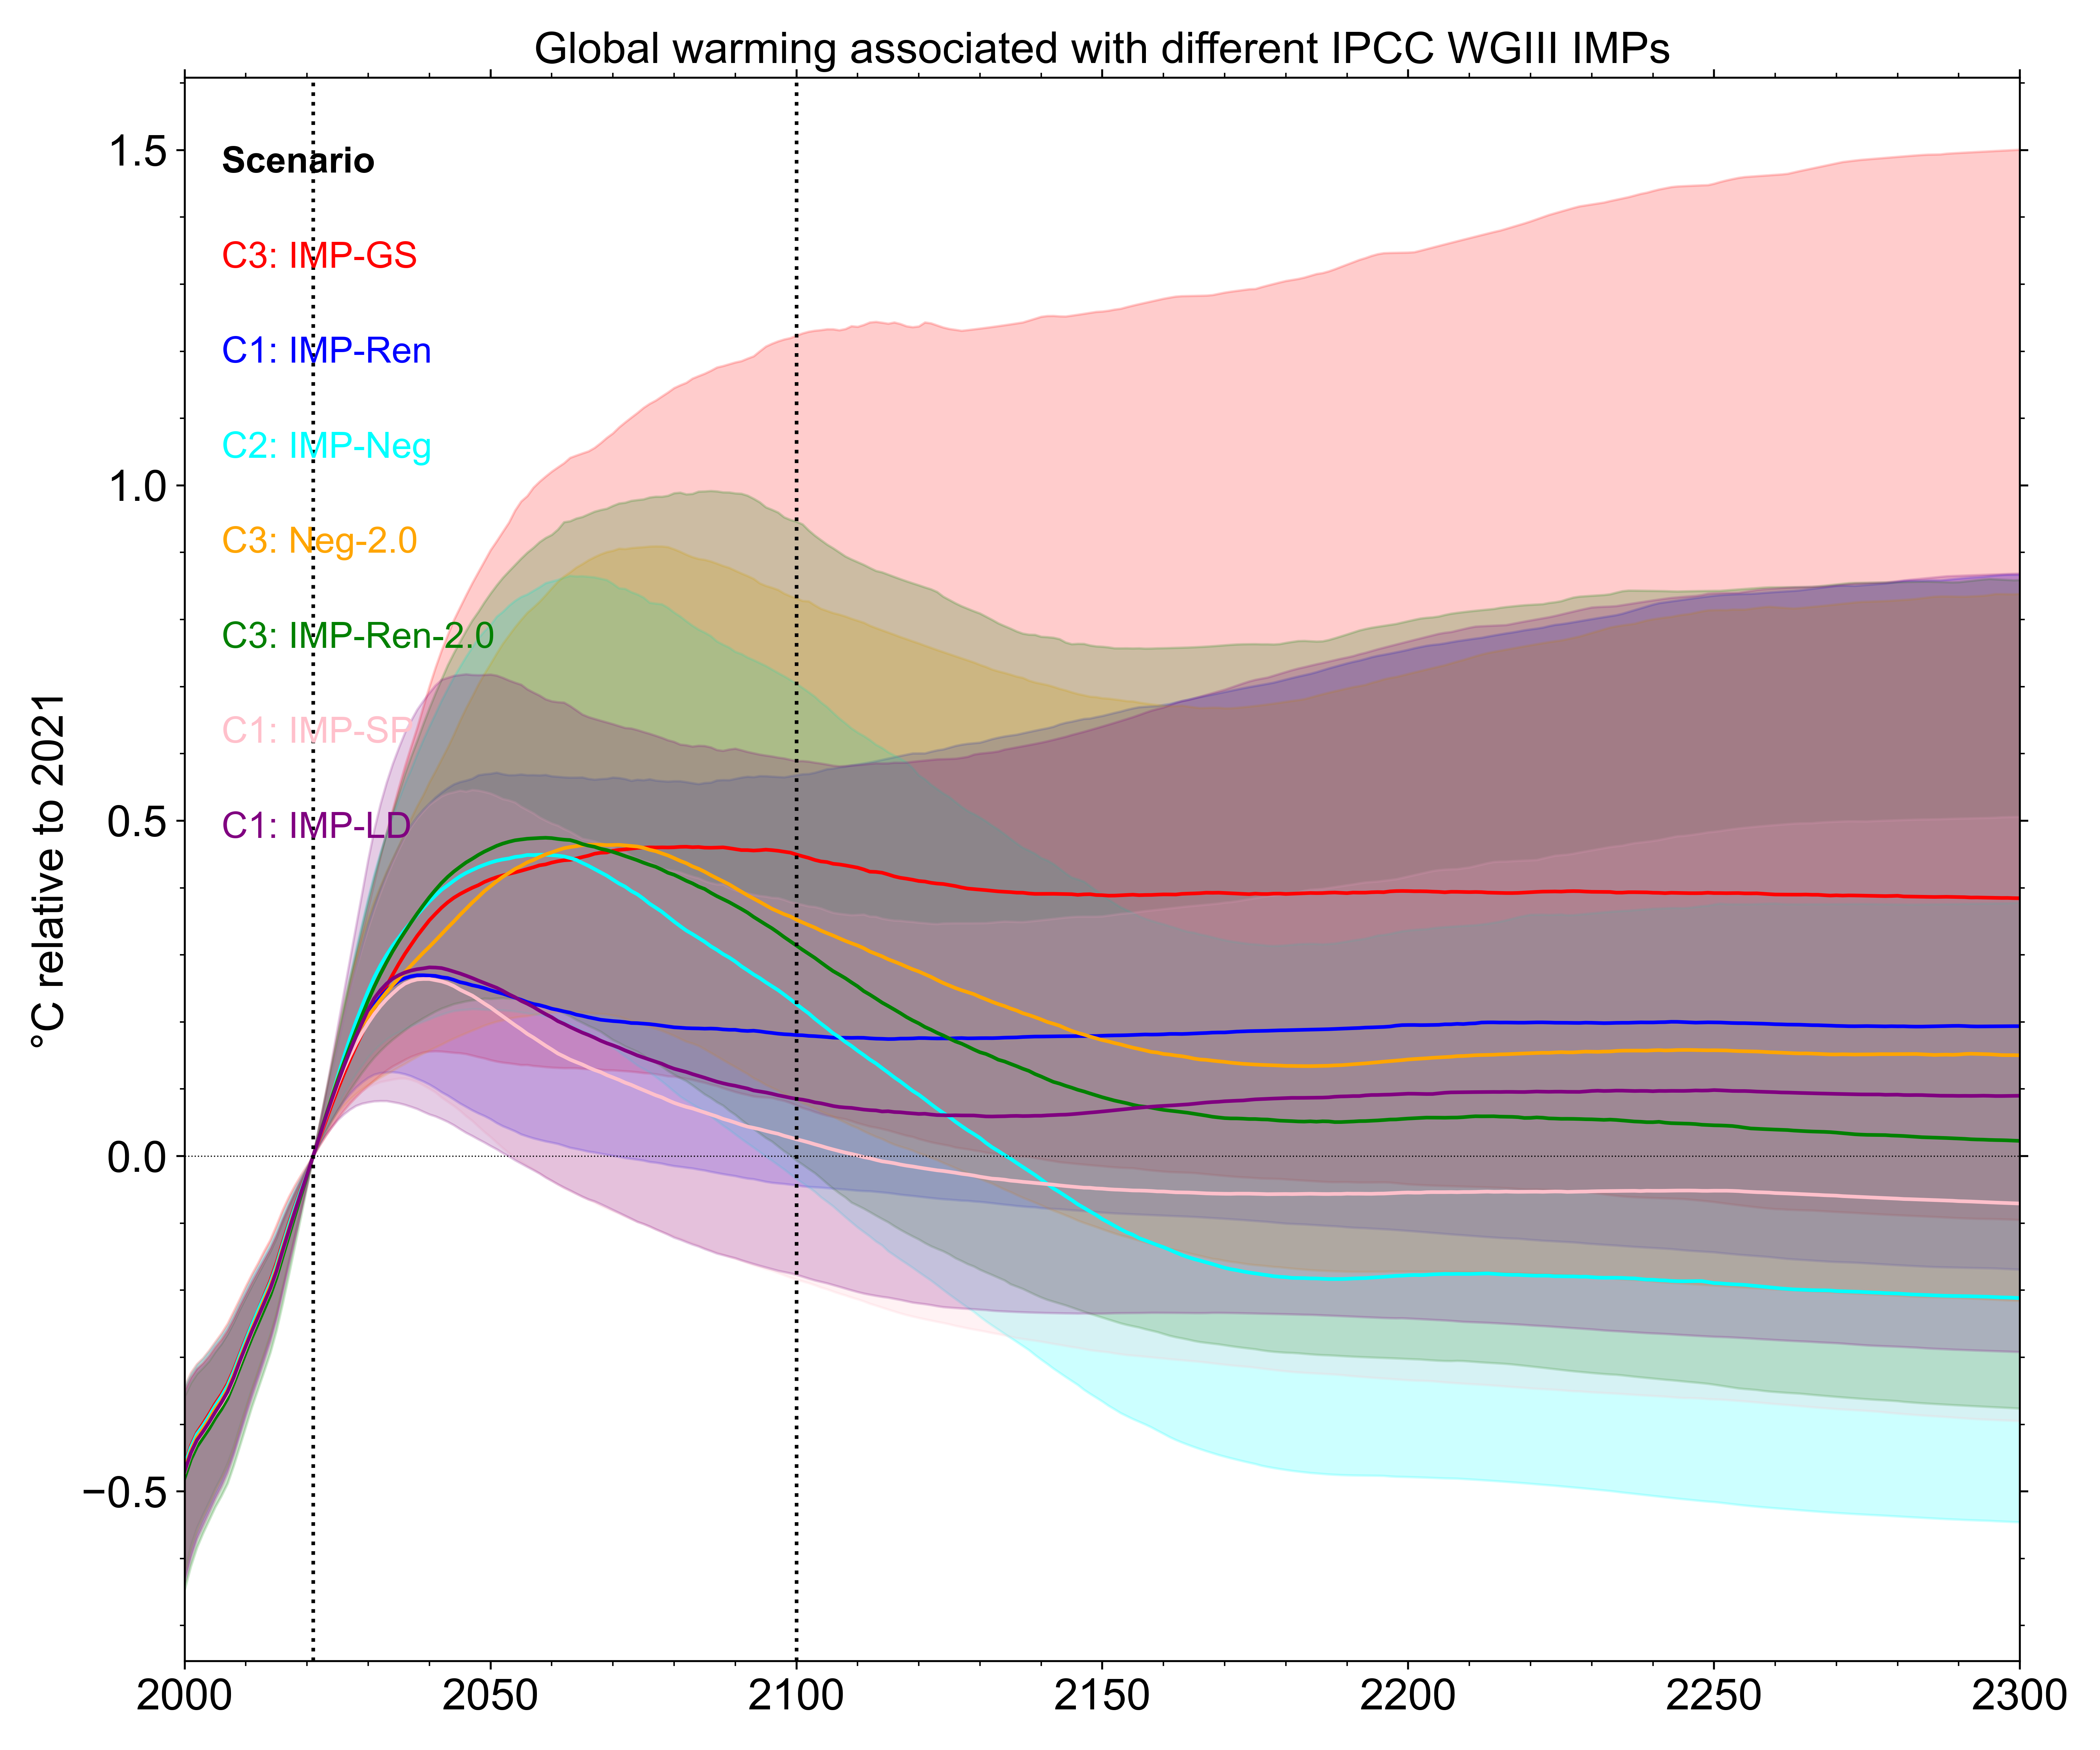 Global warming associated with different IPCC WGIII IMPs
Scenario
C3: IMP-GS
C1: IMP-Ren
C2: IMP-Neg
C3: Neg-2.0
C3: IMP-Ren-2.0
C1: IMP-SP
C1: IMP-LD
°C relative to 2021
1.5
1.0
0.5
0.0
−0.5
2000 2050 2100 2150 2200 2250 2300